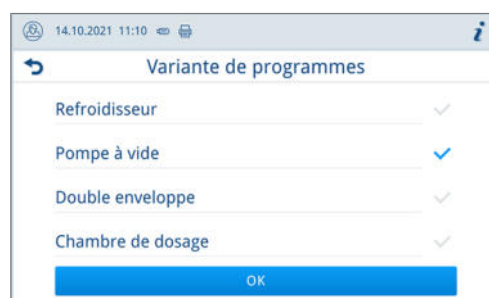 14.10.2021 11:10
i
Variante de programmes
Refroidisseur
Pompe à vide
Double enveloppe
Chambre de dosage
OK